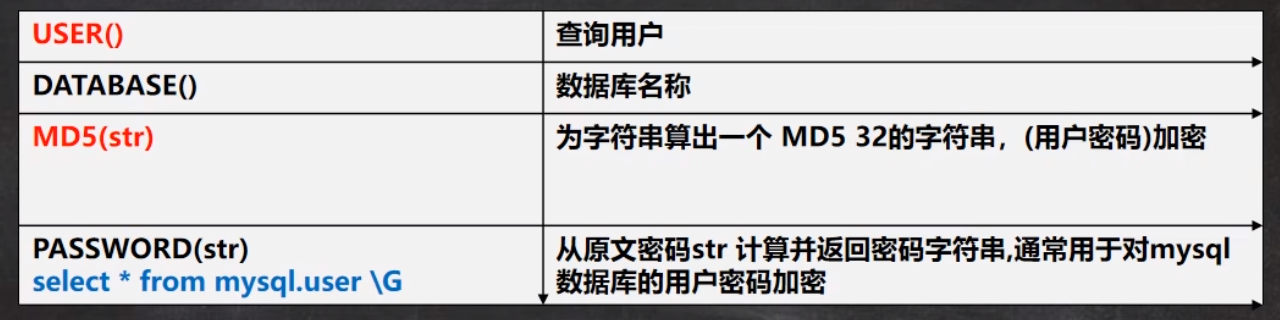 USER() 查询用户
DATABASE() 数据库名称
MD5(str) 为字符串算出一个 MD5 32的字符串，(用户密码)加密
PASSWORD(str) 从原文密码str 计算并返回密码字符串,通常用于对mysql
select * from mysql.user \G 数据库的用户密码加密